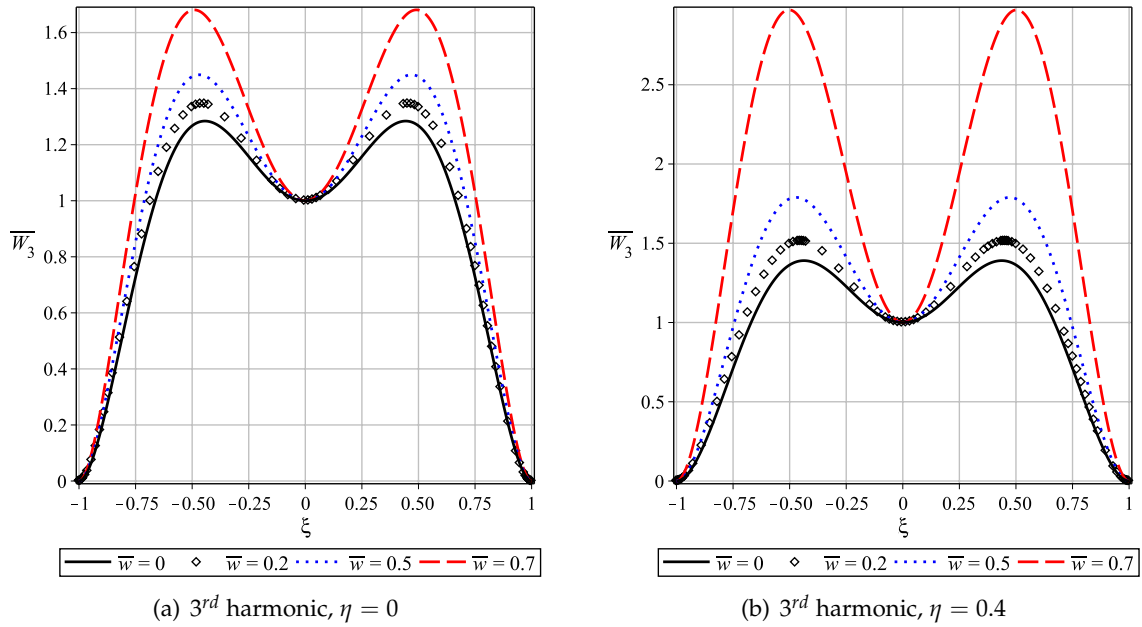 1.6
1.4
1.2
1
0.8
0.6
0.4
0.2
0
W̅₃
−1 −0.75 −0.50 −0.25 0 0.25 0.50 0.75 1
ξ
w̅ = 0 w̅ = 0.2 w̅ = 0.5 w̅ = 0.7
(a) 3ʳᵈ harmonic, η = 0
2.5
2
1.5
1
0.5
0
W̅₃
−1 −0.75 −0.50 −0.25 0 0.25 0.50 0.75 1
ξ
w̅ = 0 w̅ = 0.2 w̅ = 0.5 w̅ = 0.7
(b) 3ʳᵈ harmonic, η = 0.4